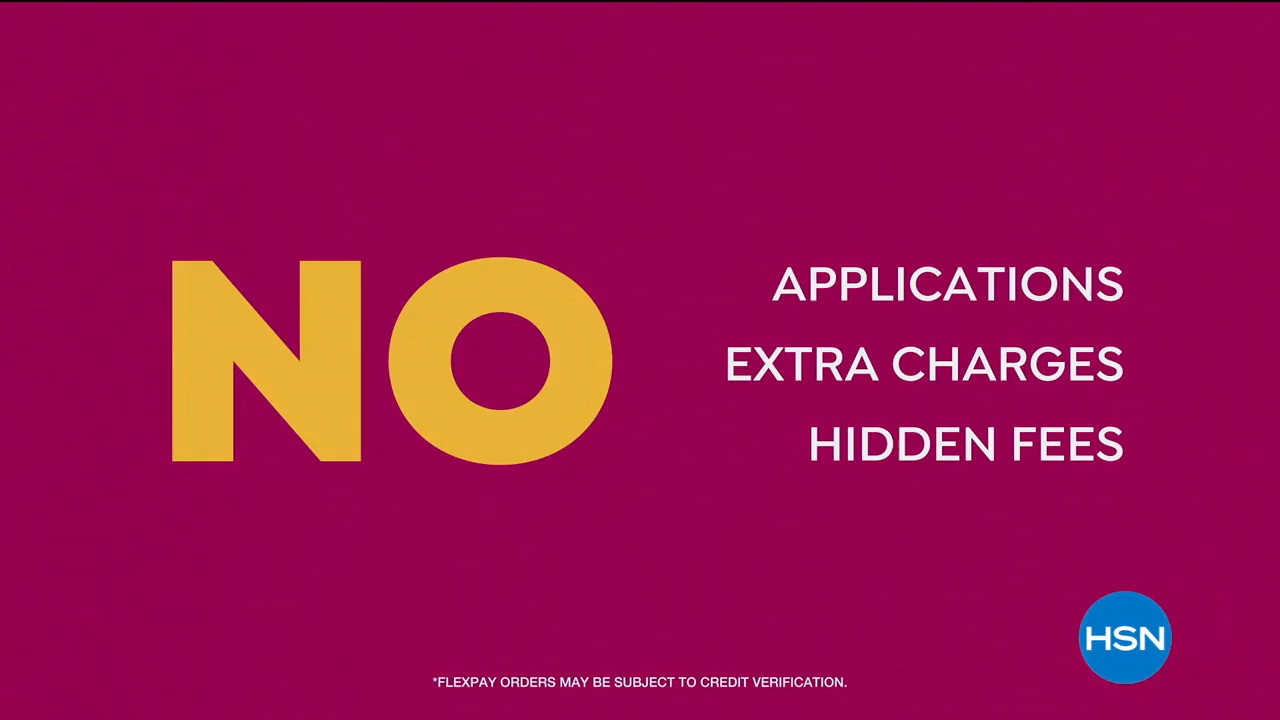 NO
APPLICATIONS
EXTRA CHARGES
HIDDEN FEES
HSN
*FLEXPAY ORDERS MAY BE SUBJECT TO CREDIT VERIFICATION.